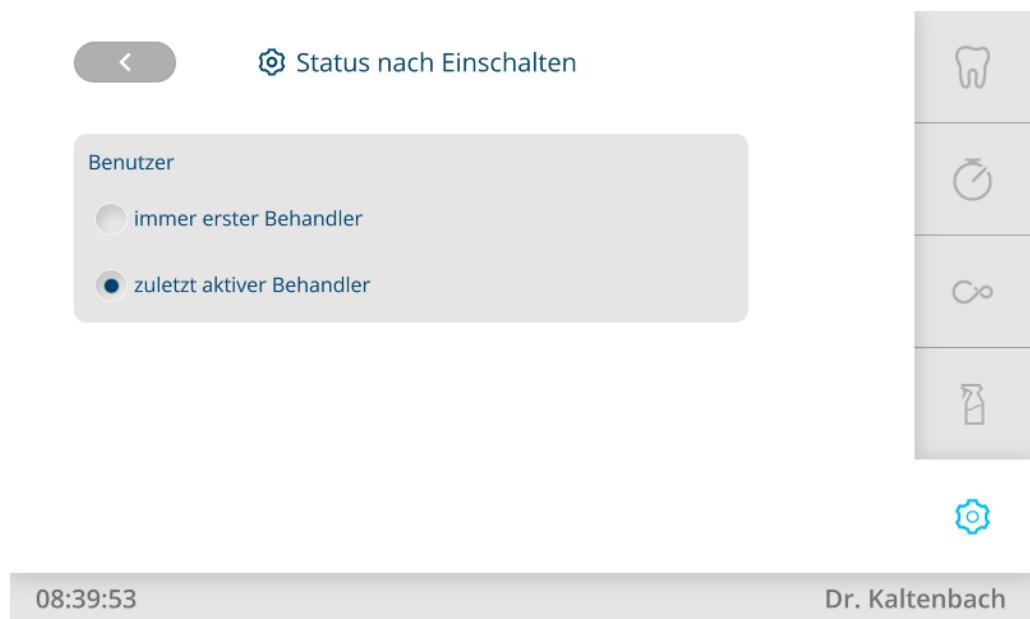 Status nach Einschalten
Benutzer
immer erster Behandler
zuletzt aktiver Behandler
08:39:53
Dr. Kaltenbach